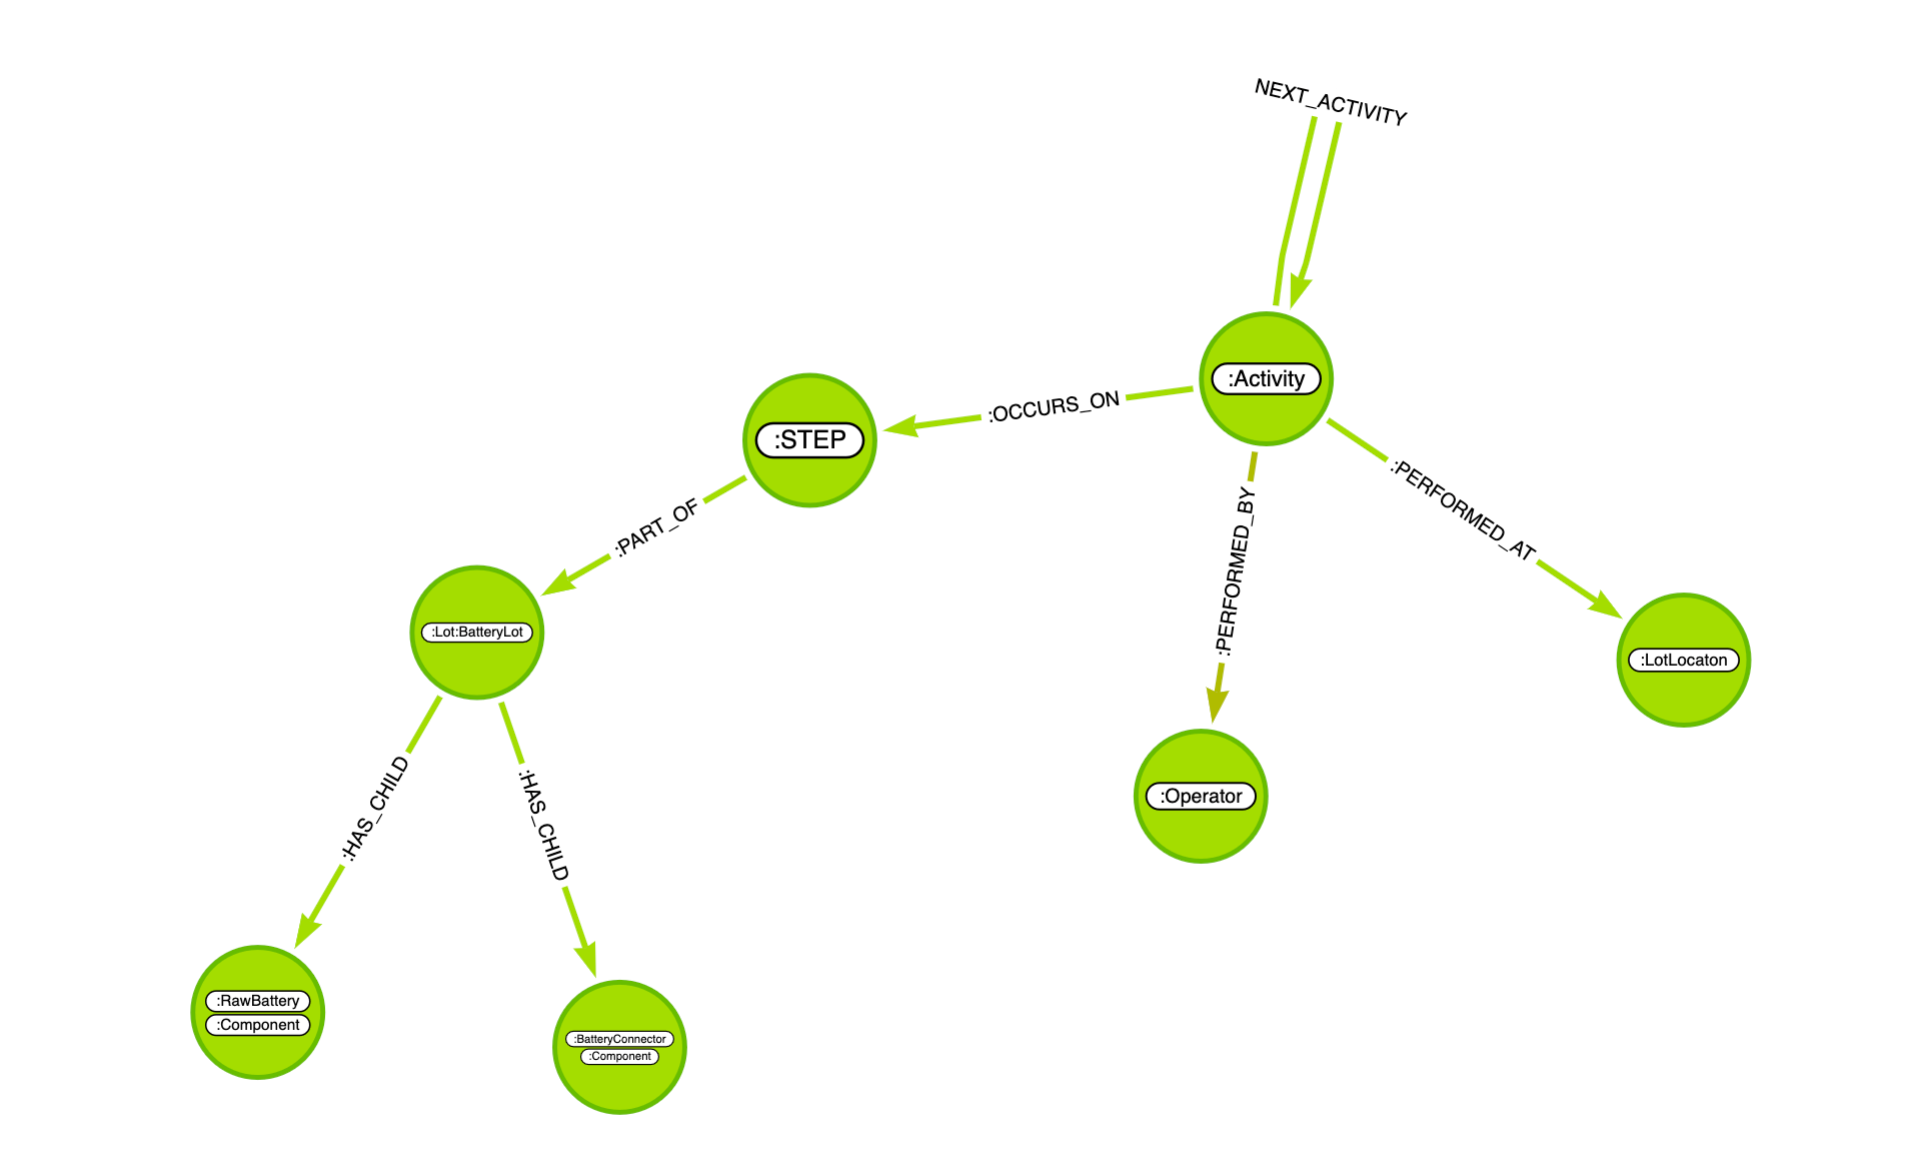 NEXT_ACTIVITY
:Activity
:OCCURS_ON
:STEP
:PERFORMED_AT
:PART_OF
:PERFORMED_BY
:Lot:BatteryLot
:LotLocaton
:HAS_CHILD
:HAS_CHILD
:Operator
:RawBattery
:Component
:BatteryConnector
:Component